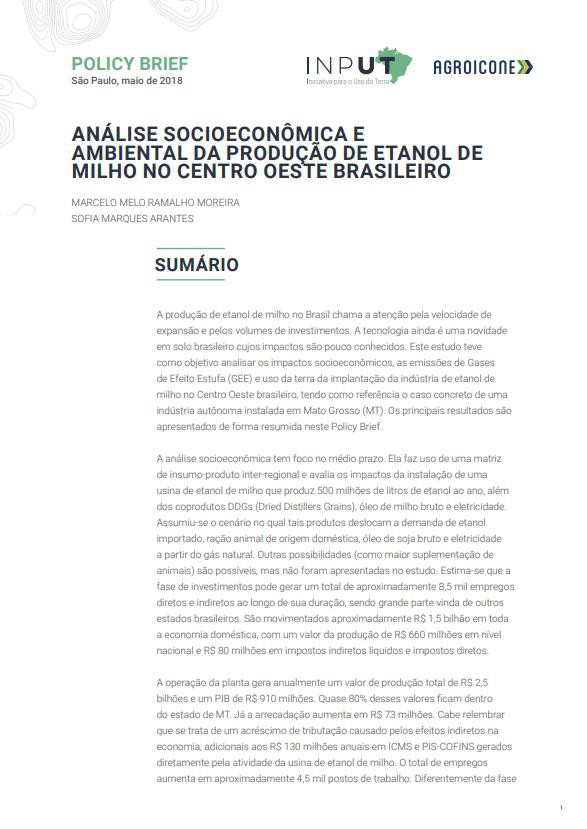 POLICY BRIEF
São Paulo, maio de 2018
INPUT
Iniciativa para o Uso da Terra
AGROICONE
ANÁLISE SOCIOECONÔMICA E
AMBIENTAL DA PRODUÇÃO DE ETANOL DE
MILHO NO CENTRO OESTE BRASILEIRO
MARCELO MELO RAMALHO MOREIRA
SOFIA MARQUES ARANTES
SUMÁRIO
A produção de etanol de milho no Brasil chama a atenção pela velocidade de
expansão e pelos volumes de investimentos. A tecnologia ainda é uma novidade
em solo brasileiro cujos impactos são pouco conhecidos. Este estudo teve
como objetivo analisar os impactos socioeconômicos, as emissões de Gases
de Efeito Estufa (GEE) e uso da terra da implantação da indústria de etanol de
milho no Centro Oeste brasileiro, tendo como referência o caso concreto de uma
indústria autônoma instalada em Mato Grosso (MT). Os principais resultados são
apresentados de forma resumida neste Policy Brief.
A análise socioeconômica tem foco no médio prazo. Ela faz uso de uma matriz
de insumo-produto inter-regional e avalia os impactos da instalação de uma
usina de etanol de milho que produz 500 milhões de litros de etanol ao ano, além
dos coprodutos DDGs (Dried Distillers Grains), óleo de milho bruto e eletricidade.
Assumiu-se o cenário no qual tais produtos deslocam a demanda de etanol
importado, ração animal de origem doméstica, óleo de soja bruto e eletricidade
a partir do gás natural. Outras possibilidades (como maior suplementação de
animais) são possíveis, mas não foram apresentadas no estudo. Estima-se que a
fase de investimentos pode gerar um total de aproximadamente 8,5 mil empregos
diretos e indiretos ao longo de sua duração, sendo grande parte vinda de outros
estados brasileiros. São movimentados aproximadamente R$ 1,5 bilhão em toda
a economia doméstica, com um valor da produção de R$ 660 milhões em nível
nacional e R$ 80 milhões em impostos indiretos líquidos e impostos diretos.
A operação da planta gera anualmente um valor de produção total de R$ 2,5
bilhões e um PIB de R$ 910 milhões. Quase 80% desses valores ficam dentro
do estado de MT. Já a arrecadação aumenta em R$ 73 milhões. Cabe relembrar
que se trata de um acréscimo de tributação causado pelos efeitos indiretos na
economia, adicionais aos R$ 130 milhões anuais em ICMS e PIS-COFINS gerados
diretamente pela atividade da usina de etanol de milho. O total de empregos
aumenta em aproximadamente 4,5 mil postos de trabalho. Diferentemente da fase
1